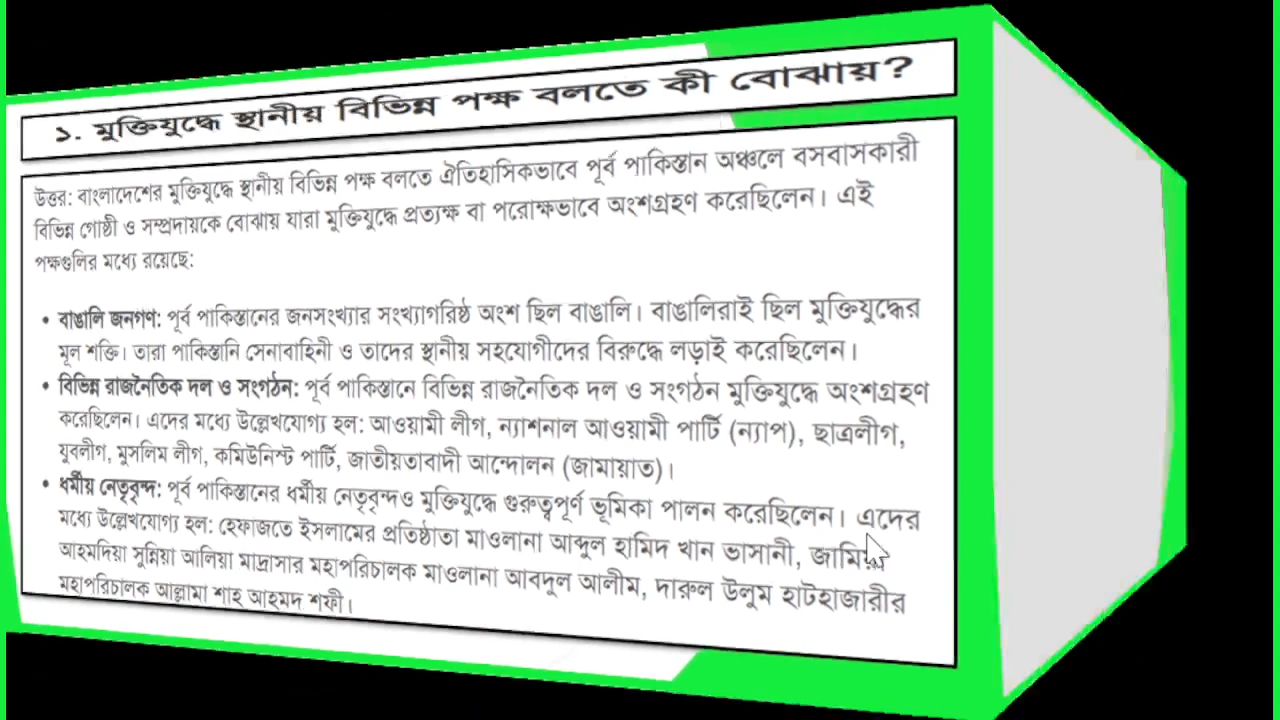 ১. মুক্তিযুদ্ধে স্থানীয় বিভিন্ন পক্ষ বলতে কী বোঝায়?
উত্তর: বাংলাদেশের মুক্তিযুদ্ধে স্থানীয় বিভিন্ন পক্ষ বলতে ঐতিহাসিকভাবে পূর্ব পাকিস্তান অঞ্চলে বসবাসকারী
বিভিন্ন গোষ্ঠী ও সম্প্রদায়কে বোঝায় যারা মুক্তিযুদ্ধে প্রত্যক্ষ বা পরোক্ষভাবে অংশগ্রহণ করেছিলেন। এই
পক্ষগুলির মধ্যে রয়েছে:
• বাঙালি জনগণ: পূর্ব পাকিস্তানের জনসংখ্যার সংখ্যাগরিষ্ঠ অংশ ছিল বাঙালি। বাঙালিরাই ছিল মুক্তিযুদ্ধের
মূল শক্তি। তারা পাকিস্তানি সেনাবাহিনী ও তাদের স্থানীয় সহযোগীদের বিরুদ্ধে লড়াই করেছিলেন।
• বিভিন্ন রাজনৈতিক দল ও সংগঠন: পূর্ব পাকিস্তানে বিভিন্ন রাজনৈতিক দল ও সংগঠন মুক্তিযুদ্ধে অংশগ্রহণ
করেছিলেন। এদের মধ্যে উল্লেখযোগ্য হল: আওয়ামী লীগ, ন্যাশনাল আওয়ামী পার্টি (ন্যাপ), ছাত্রলীগ,
যুবলীগ, মুসলিম লীগ, কমিউনিস্ট পার্টি, জাতীয়তাবাদী আন্দোলন (জামায়াত)।
• ধর্মীয় নেতৃবৃন্দ: পূর্ব পাকিস্তানের ধর্মীয় নেতৃবৃন্দও মুক্তিযুদ্ধে গুরুত্বপূর্ণ ভূমিকা পালন করেছিলেন। এদের
মধ্যে উল্লেখযোগ্য হল: হেফাজতে ইসলামের প্রতিষ্ঠাতা মাওলানা আব্দুল হামিদ খান ভাসানী,
আহমদিয়া সুন্নিয়া আলিয়া মাদ্রাসার মহাপরিচালক মাওলানা আবদুল আলীম, দারুল উলুম হাটহাজারীর
মহাপরিচালক আল্লামা শাহ আহমদ শফী।